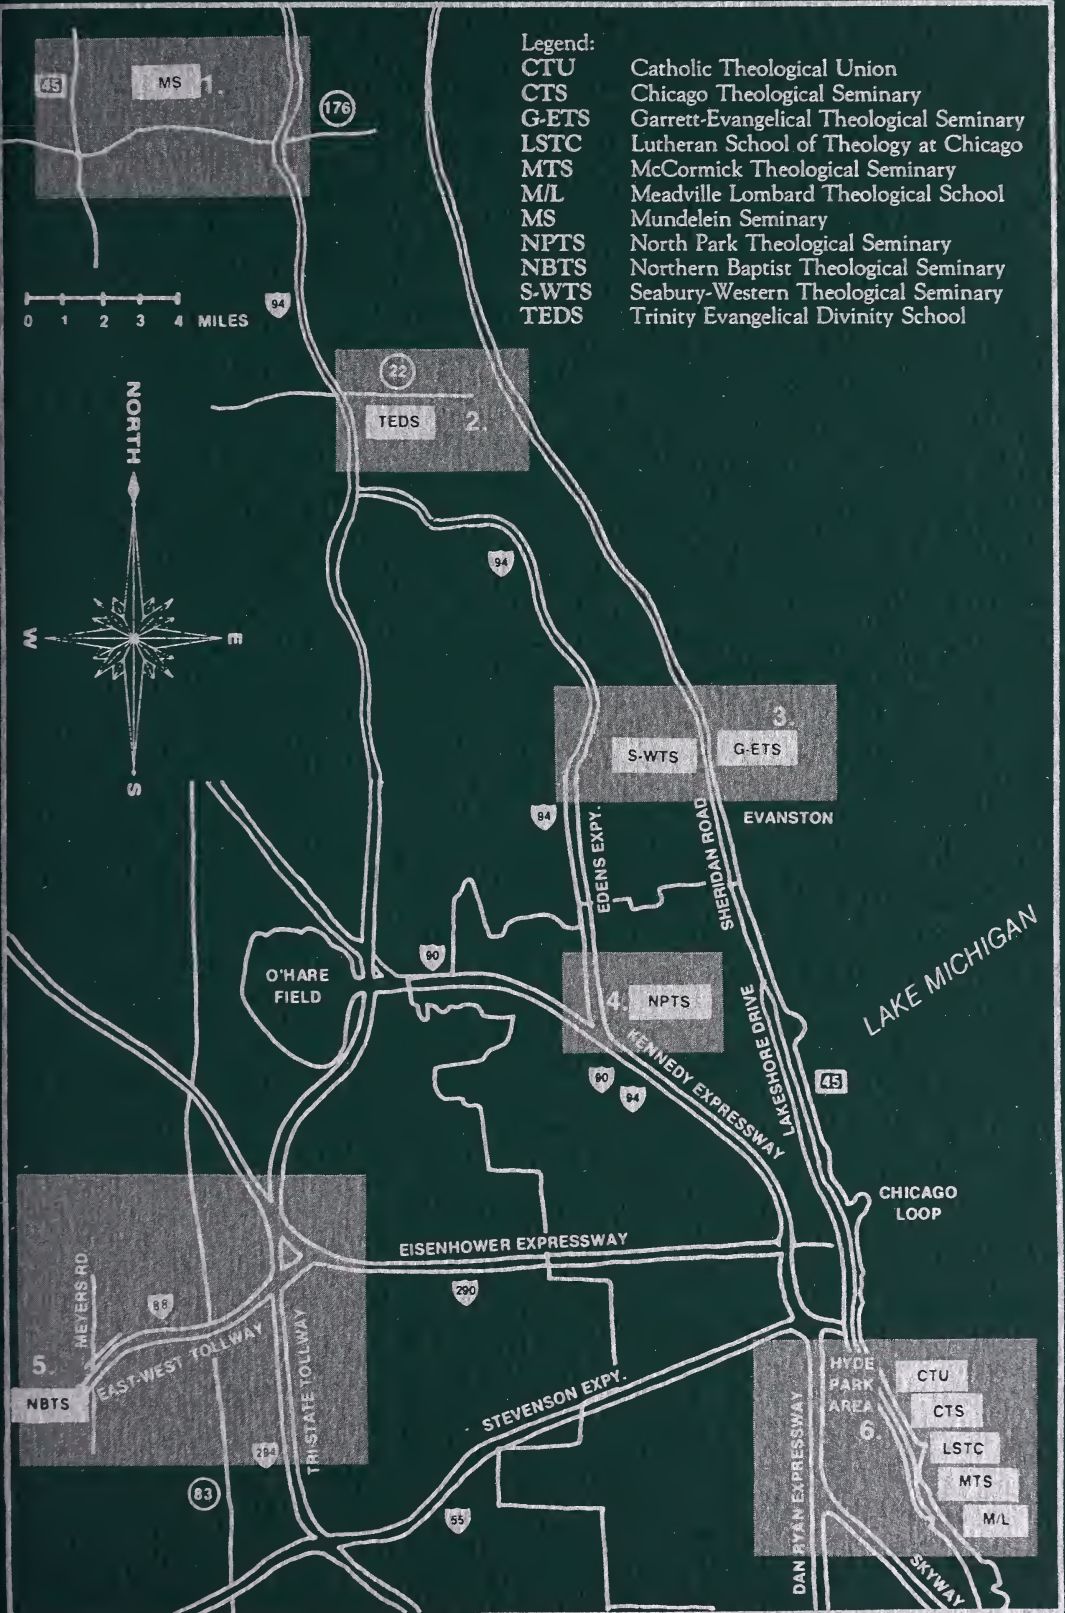 Legend:
CTU Catholic Theological Union
CTS Chicago Theological Seminary
G-ETS Garrett-Evangelical Theological Seminary
LSTC Lutheran School of Theology at Chicago
MTS McCormick Theological Seminary
M/L Meadville Lombard Theological School
MS Mundelein Seminary
NPTS North Park Theological Seminary
NBTS Northern Baptist Theological Seminary
S-WTS Seabury-Western Theological Seminary
TEDS Trinity Evangelical Divinity School
45
MS
1.
176
0 1 2 3 4 MILES
94
22
TEDS
2.
NORTH
W
E
S
94
3.
S-WTS
G-ETS
94
EDENS EXPY.
SHERIDAN ROAD
EVANSTON
O'HARE
FIELD
90
4.
NPTS
LAKE MICHIGAN
KENNEDY EXPRESSWAY
90
94
LAKESHORE DRIVE
45
CHICAGO
LOOP
EISENHOWER EXPRESSWAY
290
MEYERS RD
88
EAST-WEST TOLLWAY
5.
NBTS
TRI-STATE TOLLWAY
294
83
STEVENSON EXPY.
55
HYDE
PARK
AREA
6.
CTU
CTS
LSTC
MTS
M/L
DAN RYAN EXPRESSWAY
SKYWAY